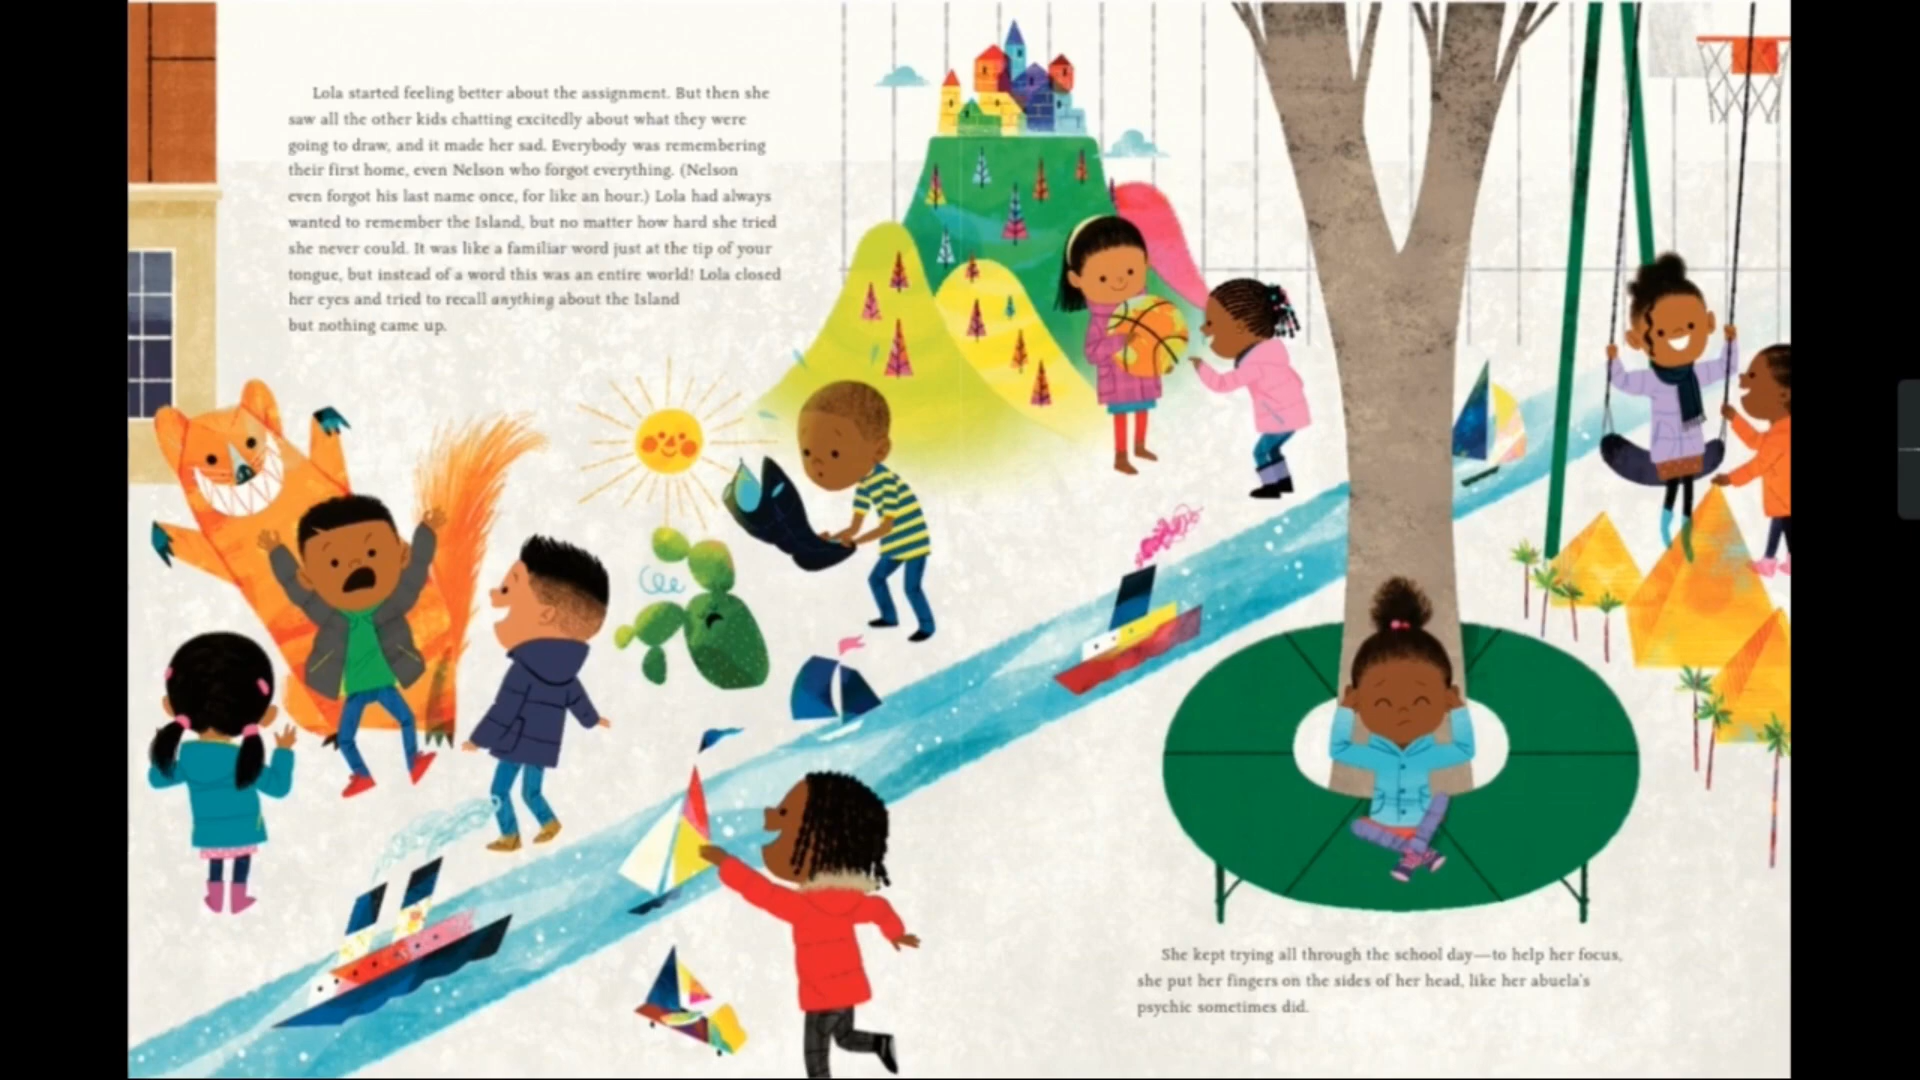 Lola started feeling better about the assignment. But then she
saw all the other kids chatting excitedly about what they were
going to draw, and it made her sad. Everybody was remembering
their first home, even Nelson who forgot everything. (Nelson
even forgot his last name once, for like an hour.) Lola had always
wanted to remember the Island, but no matter how hard she tried
she never could. It was like a familiar word just at the tip of your
tongue, but instead of a word this was an entire world! Lola closed
her eyes and tried to recall anything about the Island
but nothing came up.
She kept trying all through the school day—to help her focus,
she put her fingers on the sides of her head, like her abuela's
psychic sometimes did.